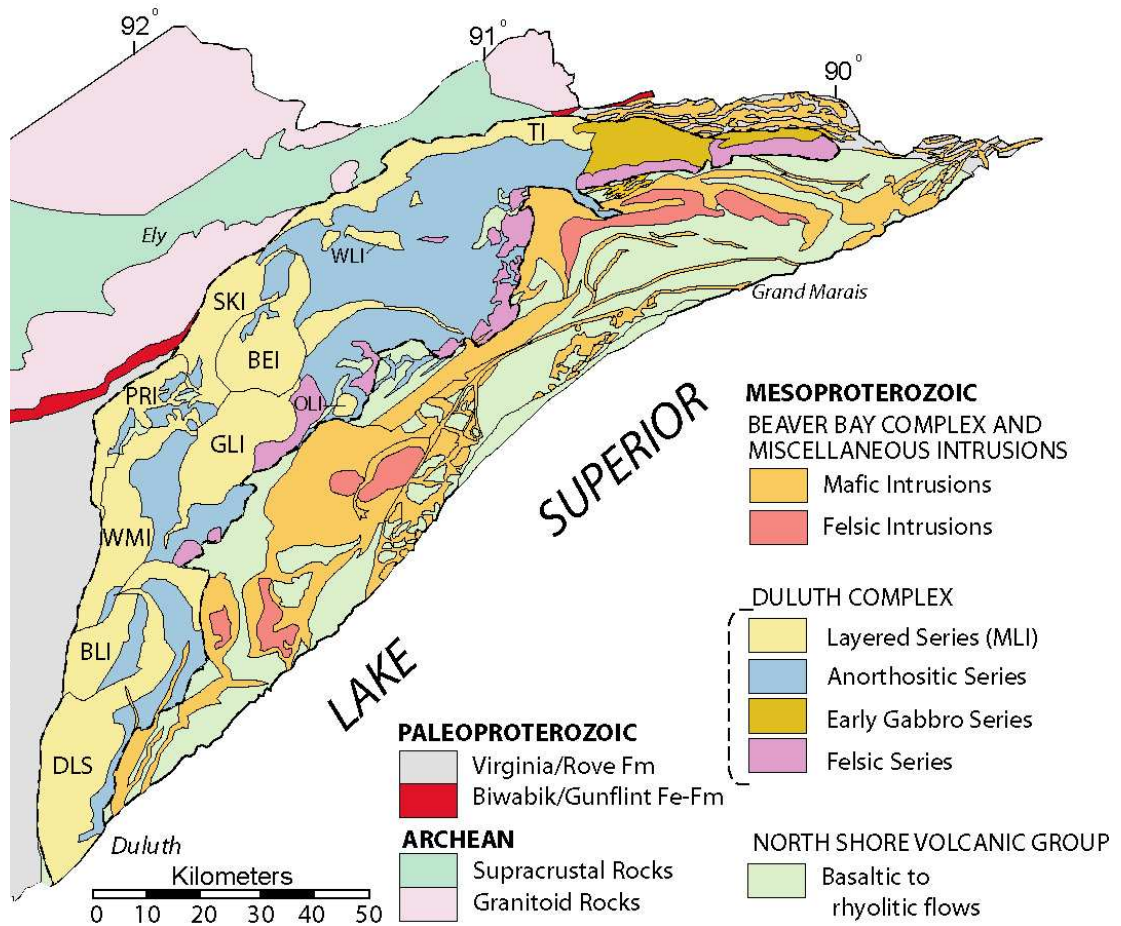 92°
91°
90°
TI
Ely
WLI
SKI
Grand Marais
BEI
PRI
OLI
GLI
WMI
BLI
DLS
Duluth
LAKE SUPERIOR
Kilometers
0 10 20 30 40 50
MESOPROTEROZOIC
BEAVER BAY COMPLEX AND
MISCELLANEOUS INTRUSIONS
Mafic Intrusions
Felsic Intrusions
DULUTH COMPLEX
Layered Series (MLI)
Anorthositic Series
Early Gabbro Series
Felsic Series
PALEOPROTEROZOIC
Virginia/Rove Fm
Biwabik/Gunflint Fe-Fm
ARCHEAN
Supracrustal Rocks
Granitoid Rocks
NORTH SHORE VOLCANIC GROUP
Basaltic to
rhyolitic flows